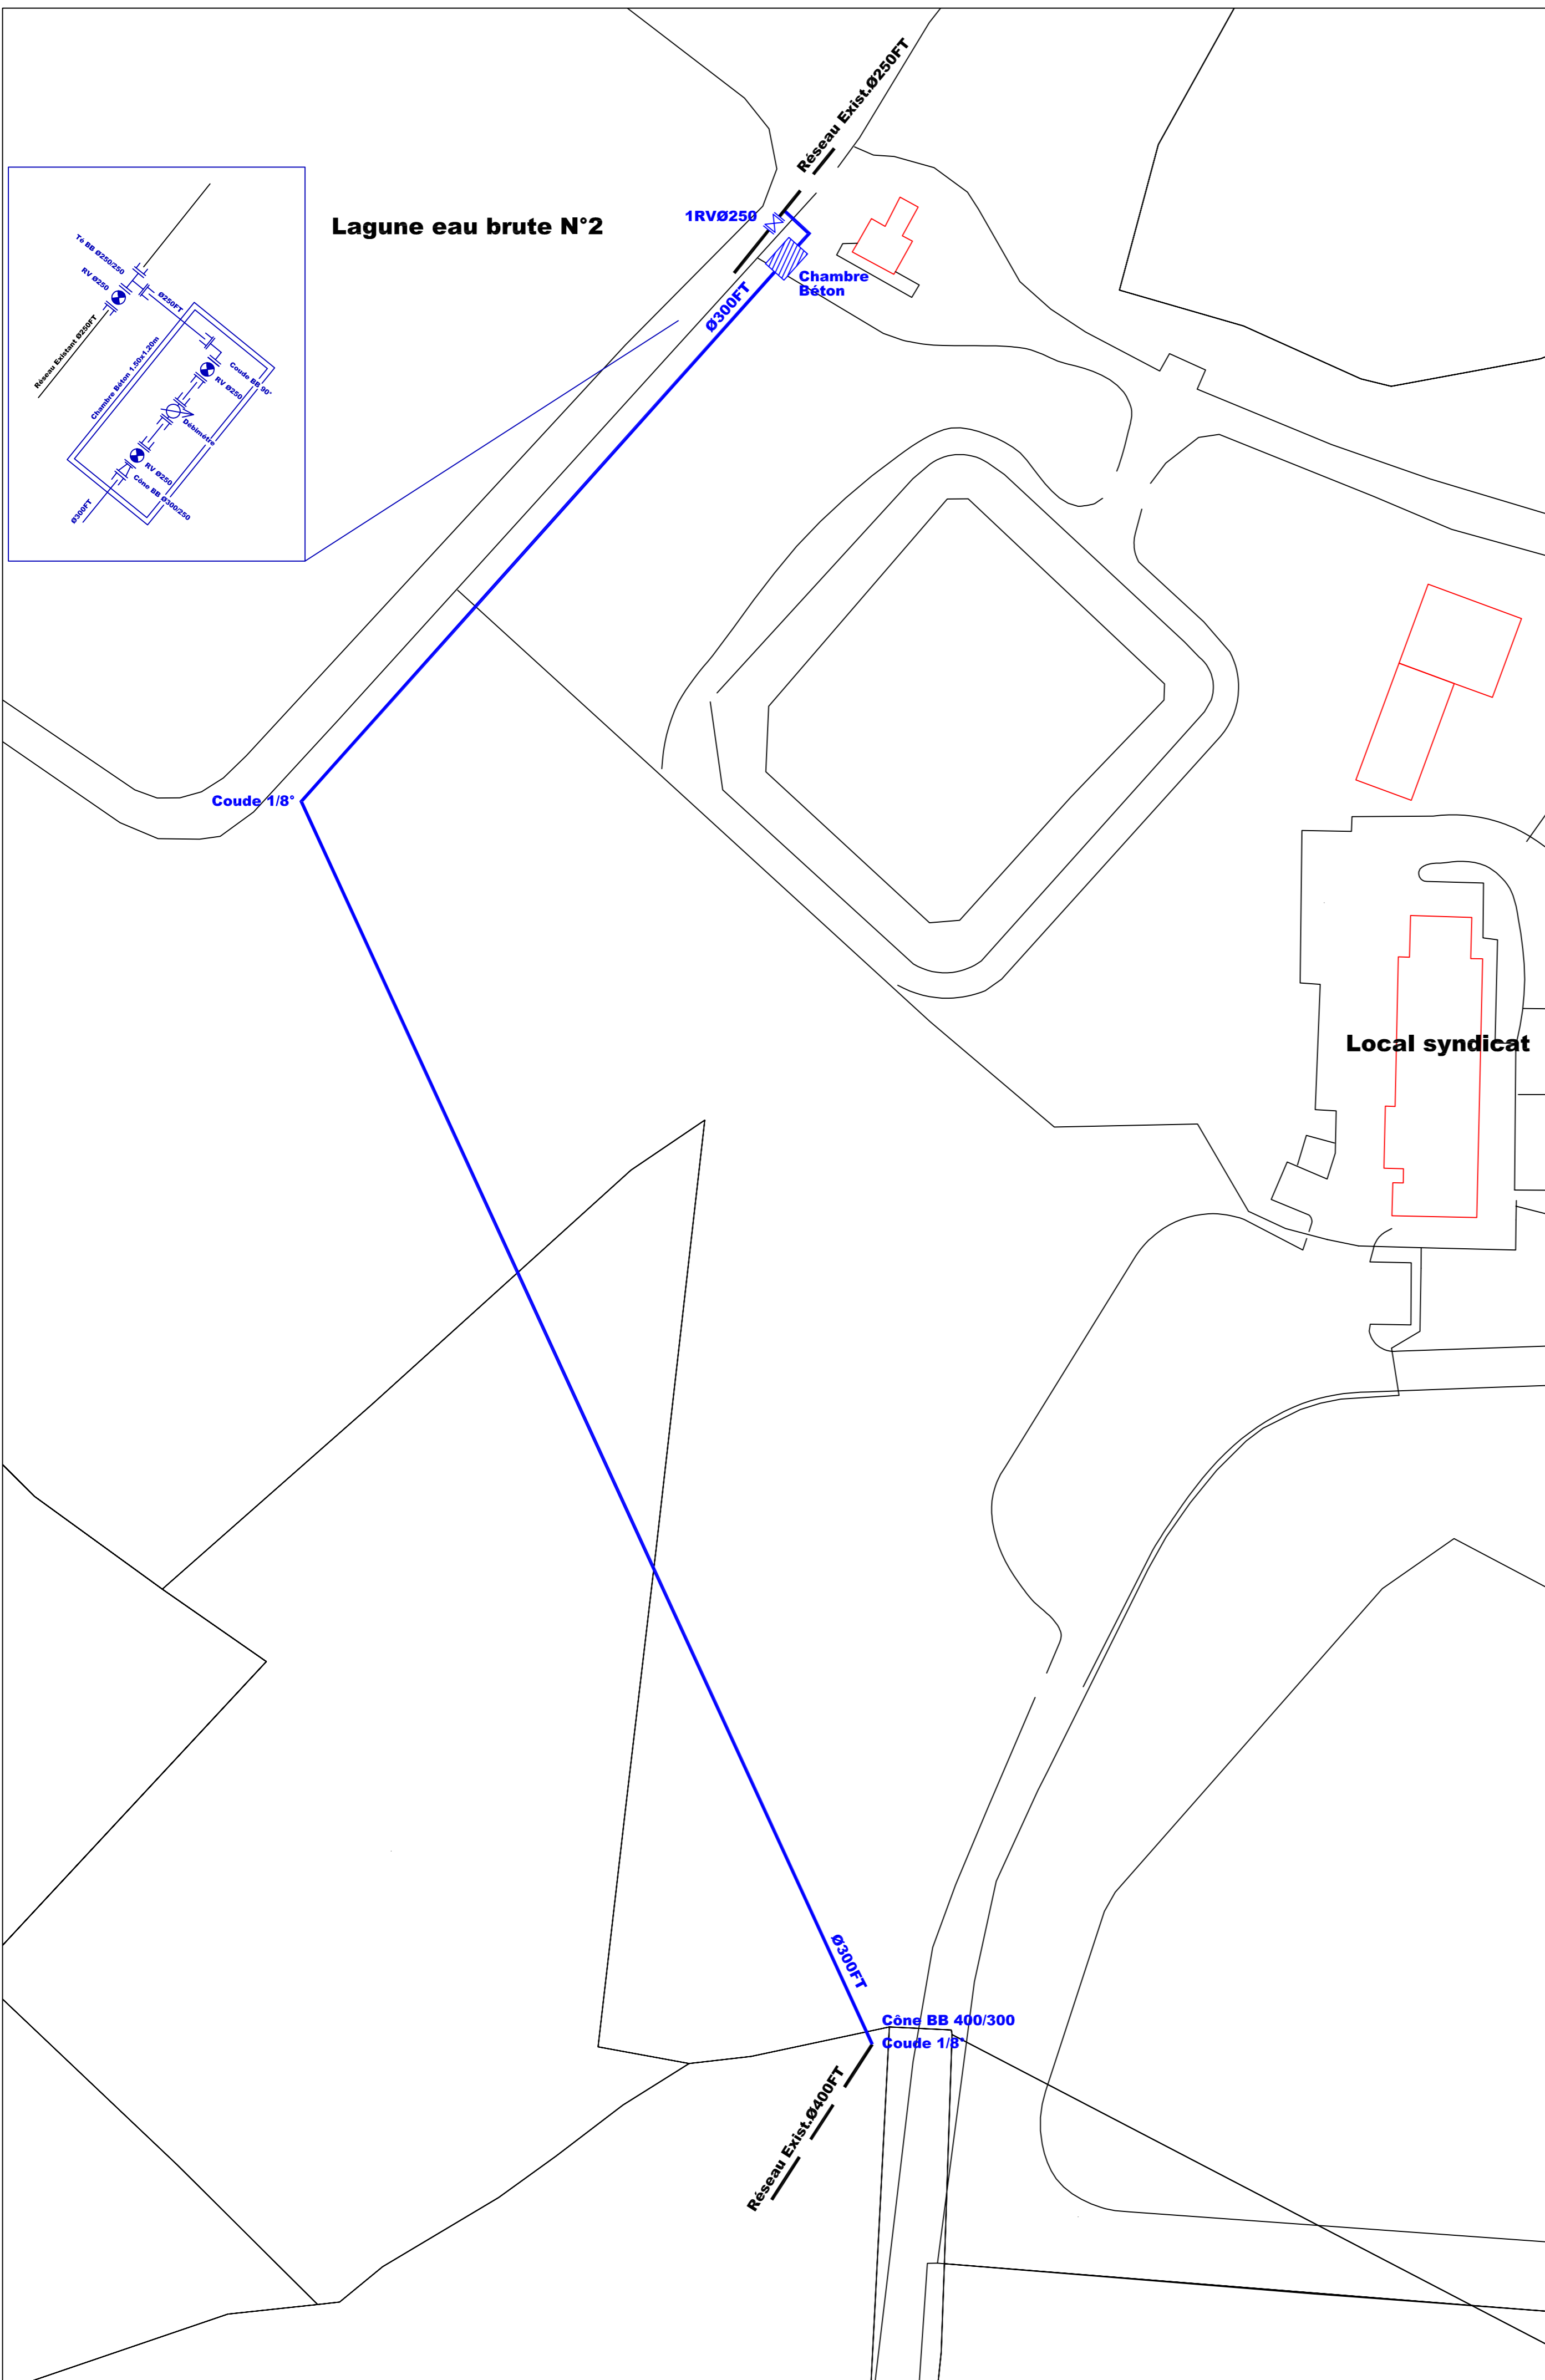 Réseau Exist.Ø250FT
1RVØ250
Lagune eau brute N°2
Chambre
Béton
Ø300FT
Té BB Ø250/250
RV Ø250
Ø250FT
Réseau Existant Ø250FT
Chambre Béton 1.50x1.20m
Coude BB 90°
RV Ø250
Débimétre
RV Ø250
Cône BB Ø300/250
Ø300FT
Coude 1/8°
Local syndicat
Ø300FT
Cône BB 400/300
Coude 1/8°
Réseau Exist.Ø400FT